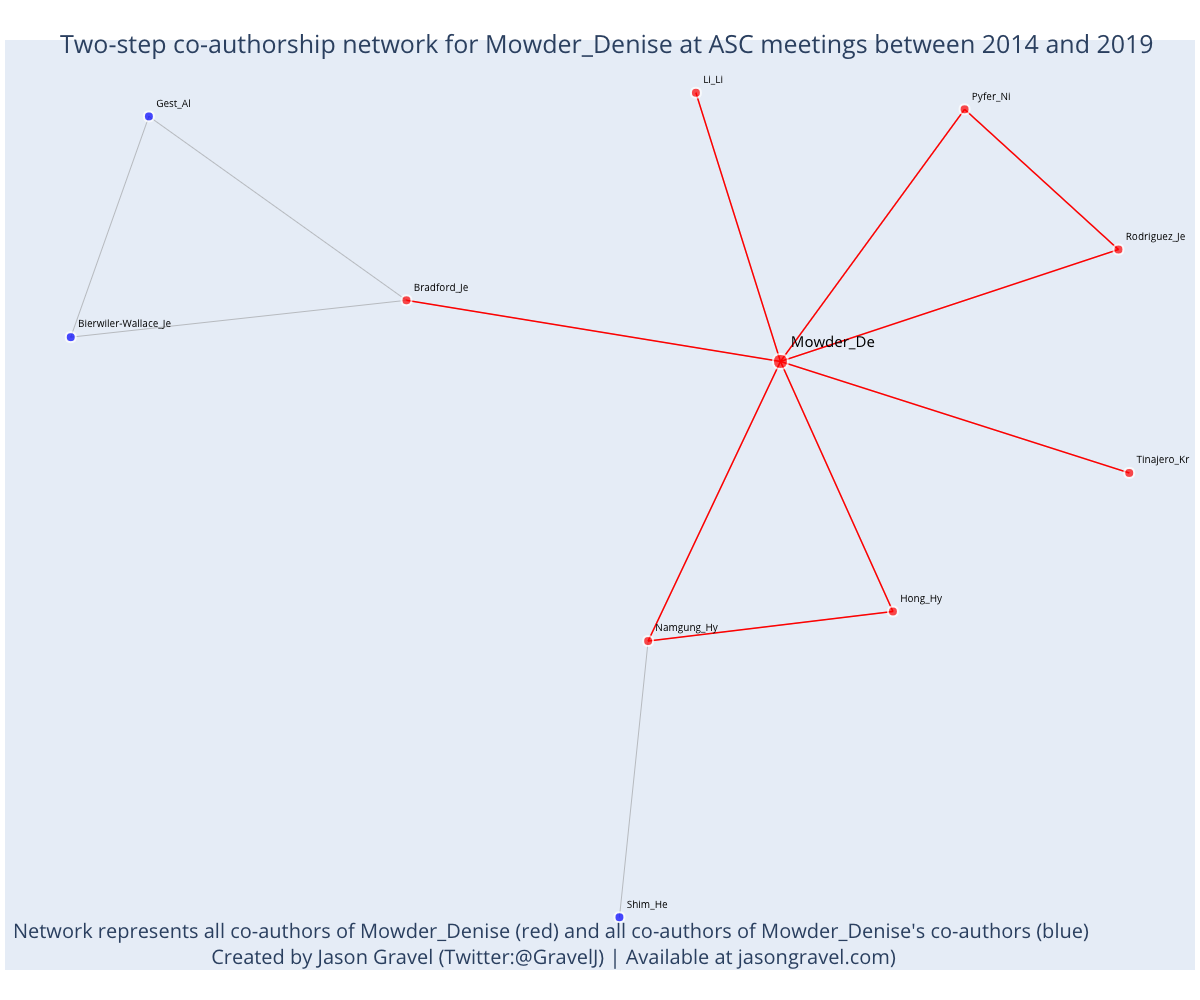 Two-step co-authorship network for Mowder_Denise at ASC meetings between 2014 and 2019
Li_Li
Pyfer_Ni
Gest_Al
Rodriguez_Je
Bradford_Je
Bierwiler-Wallace_Je
Mowder_De
Tinajero_Kr
Hong_Hy
Namgung_Hy
Shim_He
Network represents all co-authors of Mowder_Denise (red) and all co-authors of Mowder_Denise's co-authors (blue)
Created by Jason Gravel (Twitter:@GravelJ) | Available at jasongravel.com)